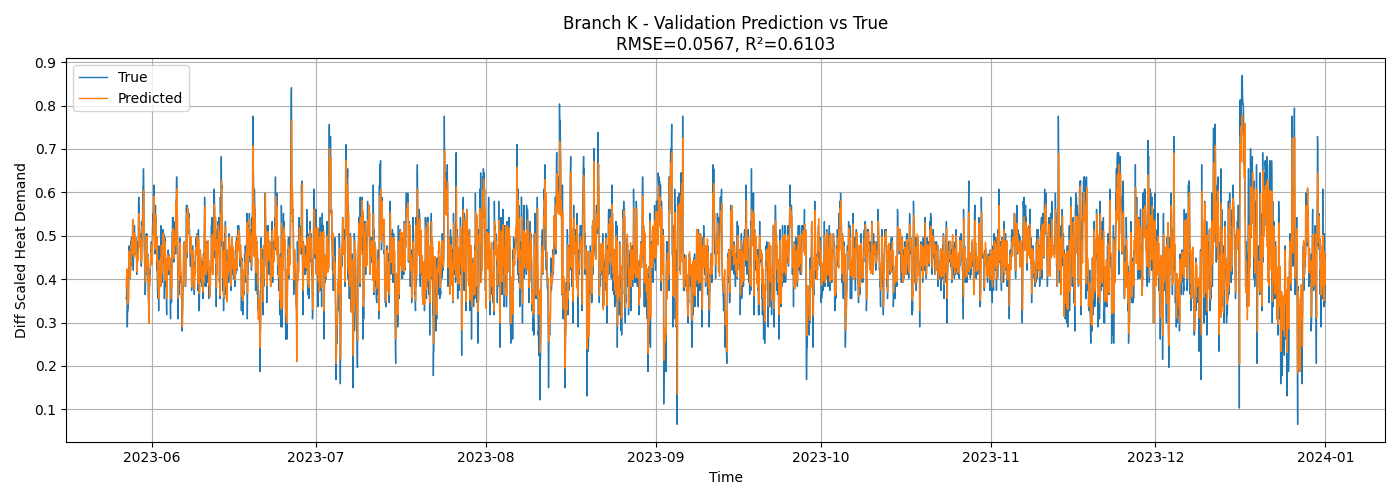 Branch K - Validation Prediction vs True
RMSE=0.0567, R²=0.6103
True
Predicted
Diff Scaled Heat Demand
0.9
0.8
0.7
0.6
0.5
0.4
0.3
0.2
0.1
2023-06
2023-07
2023-08
2023-09
2023-10
2023-11
2023-12
2024-01
Time